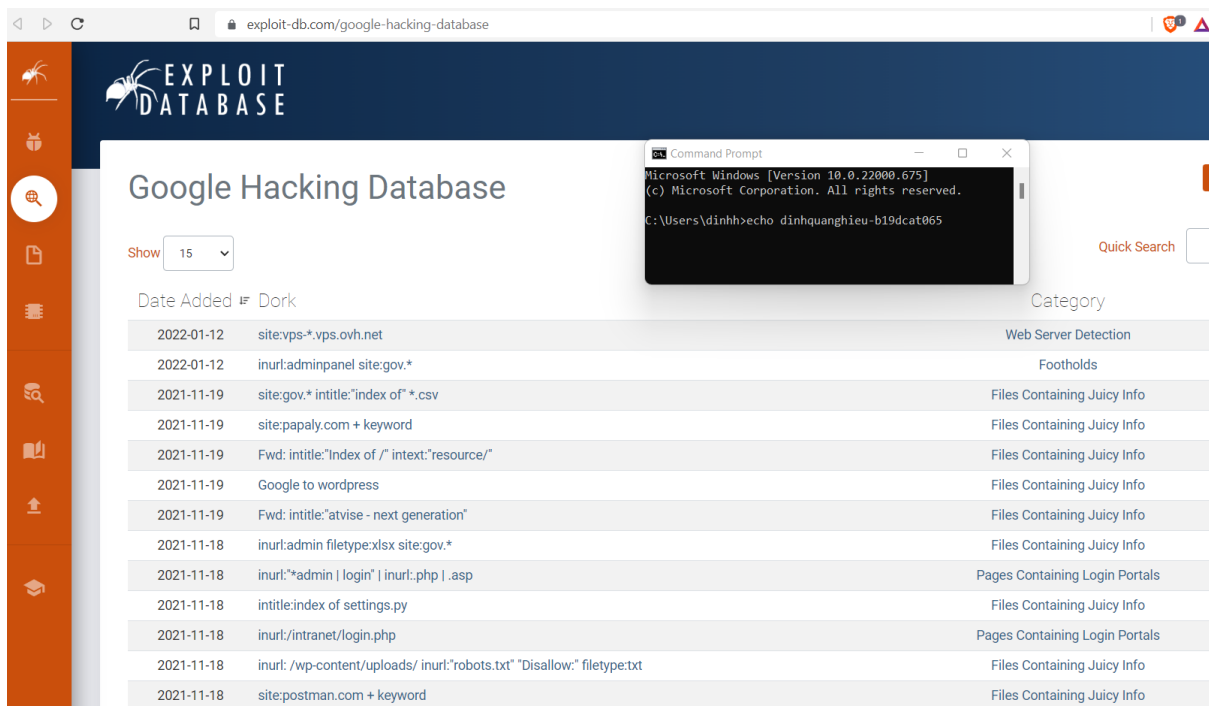 exploit-db.com/google-hacking-database
1
EXPLOIT
DATABASE
Command Prompt
Microsoft Windows [Version 10.0.22000.675]
(c) Microsoft Corporation. All rights reserved.
C:\Users\dinhh>echo dinhquanghieu-b19dcat065
Google Hacking Database
Show 15
Quick Search
Date Added Dork Category
2022-01-12 site:vps-*.vps.ovh.net Web Server Detection
2022-01-12 inurl:adminpanel site:gov.* Footholds
2021-11-19 site:gov.* intitle:"index of" *.csv Files Containing Juicy Info
2021-11-19 site:papaly.com + keyword Files Containing Juicy Info
2021-11-19 Fwd: intitle:"Index of /" intext:"resource/" Files Containing Juicy Info
2021-11-19 Google to wordpress Files Containing Juicy Info
2021-11-19 Fwd: intitle:"atvise - next generation" Files Containing Juicy Info
2021-11-18 inurl:admin filetype:xlsx site:gov.* Files Containing Juicy Info
2021-11-18 inurl:"*admin | login" | inurl:.php | .asp Pages Containing Login Portals
2021-11-18 intitle:index of settings.py Files Containing Juicy Info
2021-11-18 inurl:/intranet/login.php Pages Containing Login Portals
2021-11-18 inurl: /wp-content/uploads/ inurl:"robots.txt" "Disallow:" filetype:txt Files Containing Juicy Info
2021-11-18 site:postman.com + keyword Files Containing Juicy Info